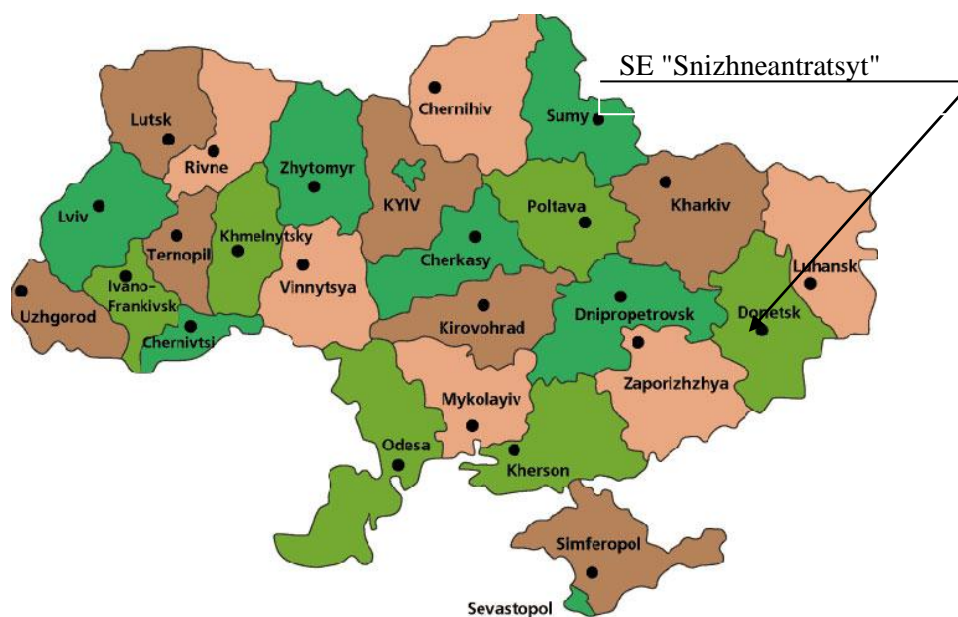 SE "Snizhneantratsyt"
Chernihiv
Sumy
Lutsk
Rivne
Zhytomyr
KYIV
Poltava
Kharkiv
Lviv
Khmelnytsky
Ternopil
Cherkasy
Luhansk
Ivano-
Frankivsk
Vinnytsya
Uzhgorod
Kirovohrad
Dnipropetrovsk
Donetsk
Chernivtsi
Zaporizhzhya
Mykolayiv
Odesa
Kherson
Simferopol
Sevastopol